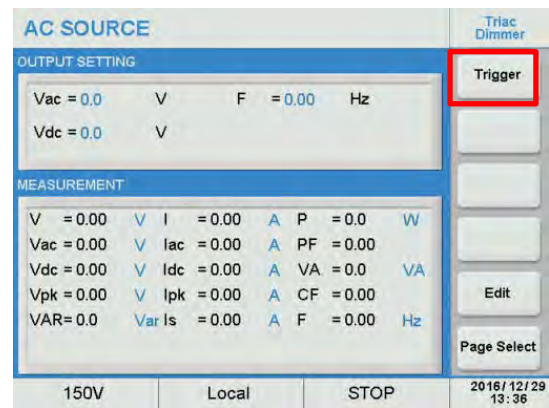 AC SOURCE
Triac
Dimmer
OUTPUT SETTING
Vac = 0.0 V F = 0.00 Hz
Vdc = 0.0 V
Trigger
MEASUREMENT
V = 0.00 V I = 0.00 A P = 0.0 W
Vac = 0.00 V Iac = 0.00 A PF = 0.00
Vdc = 0.00 V Idc = 0.00 A VA = 0.0 VA
Vpk = 0.00 V Ipk = 0.00 A CF = 0.00
VAR= 0.0 Var Is = 0.00 A F = 0.00 Hz
Edit
Page Select
150V Local STOP
2016/12/29
13:36